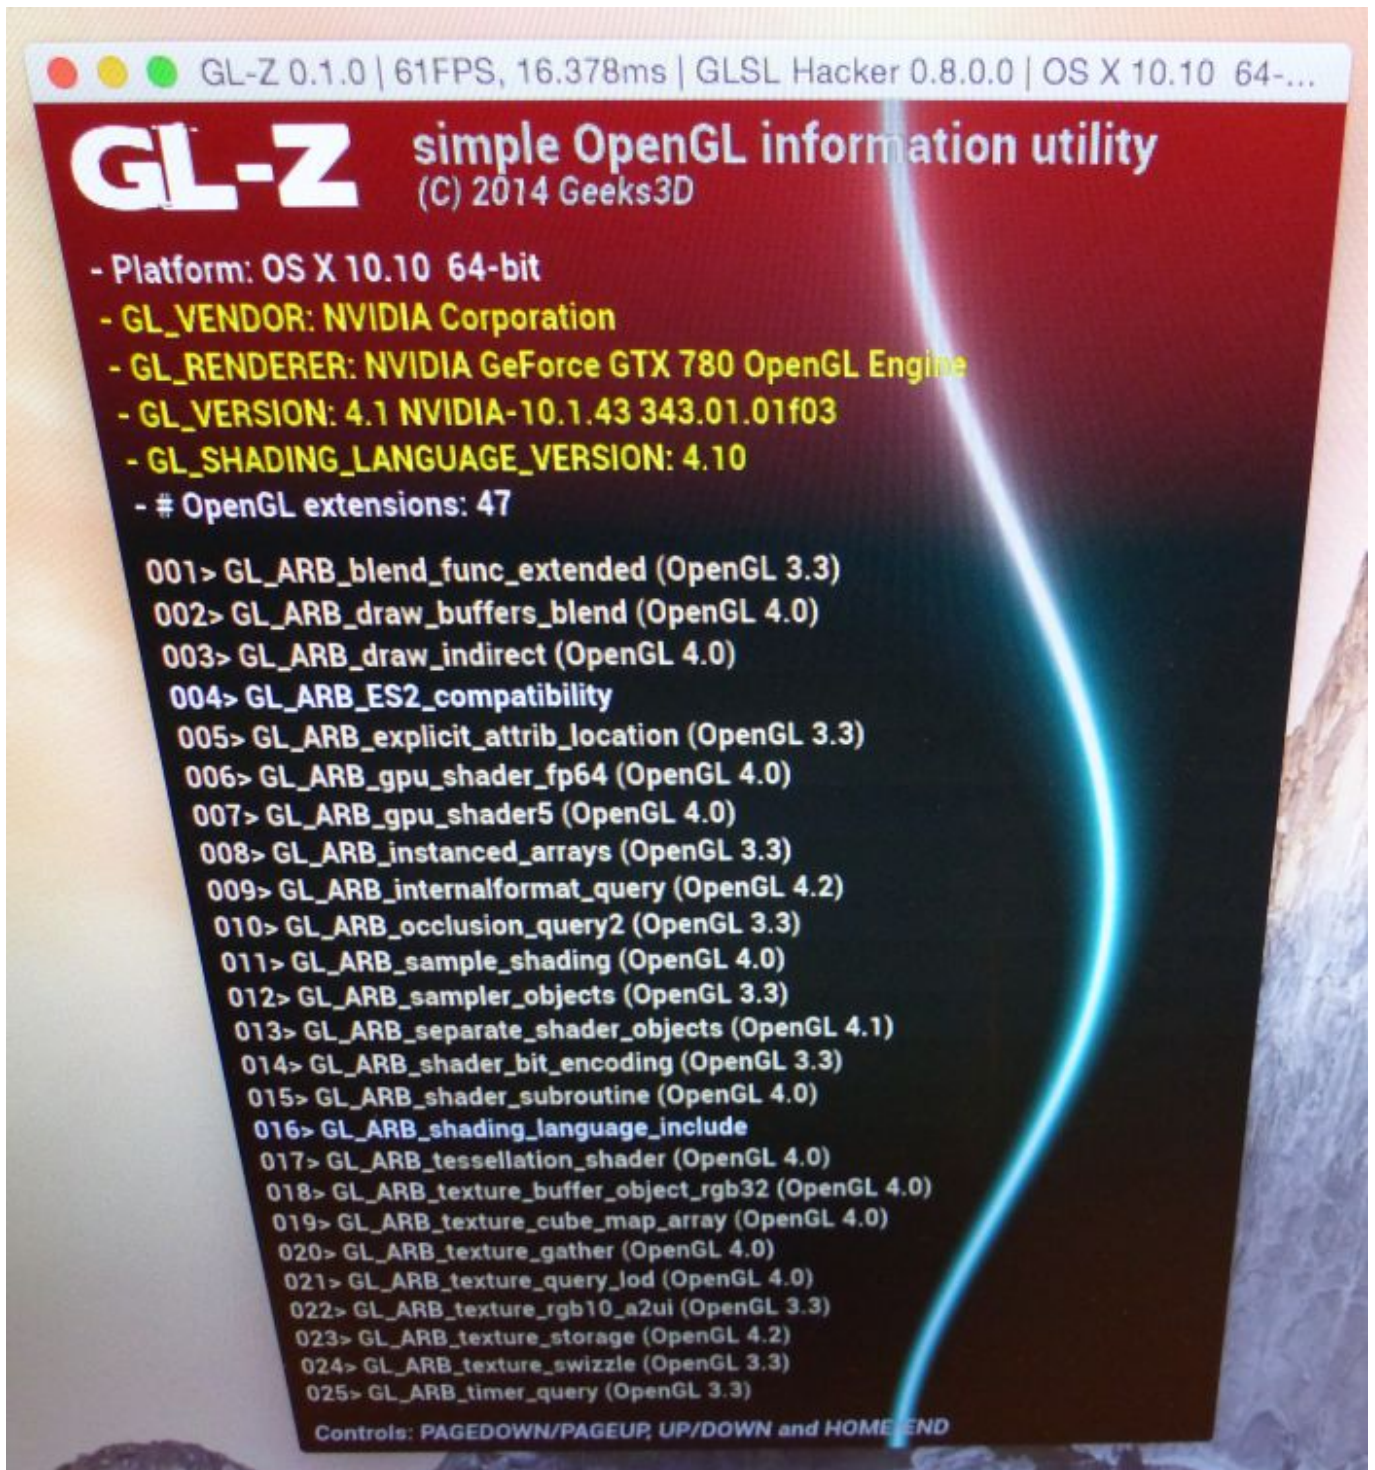 GL-Z 0.1.0 | 61FPS, 16.378ms | GLSL Hacker 0.8.0.0 | OS X 10.10 64-...
GL-Z simple OpenGL information utility
(C) 2014 Geeks3D
- Platform: OS X 10.10 64-bit
- GL_VENDOR: NVIDIA Corporation
- GL_RENDERER: NVIDIA GeForce GTX 780 OpenGL Engine
- GL_VERSION: 4.1 NVIDIA-10.1.43 343.01.01f03
- GL_SHADING_LANGUAGE_VERSION: 4.10
- # OpenGL extensions: 47
001> GL_ARB_blend_func_extended (OpenGL 3.3)
002> GL_ARB_draw_buffers_blend (OpenGL 4.0)
003> GL_ARB_draw_indirect (OpenGL 4.0)
004> GL_ARB_ES2_compatibility
005> GL_ARB_explicit_attrib_location (OpenGL 3.3)
006> GL_ARB_gpu_shader_fp64 (OpenGL 4.0)
007> GL_ARB_gpu_shader5 (OpenGL 4.0)
008> GL_ARB_instanced_arrays (OpenGL 3.3)
009> GL_ARB_internalformat_query (OpenGL 4.2)
010> GL_ARB_occlusion_query2 (OpenGL 3.3)
011> GL_ARB_sample_shading (OpenGL 4.0)
012> GL_ARB_sampler_objects (OpenGL 3.3)
013> GL_ARB_separate_shader_objects (OpenGL 4.1)
014> GL_ARB_shader_bit_encoding (OpenGL 3.3)
015> GL_ARB_shader_subroutine (OpenGL 4.0)
016> GL_ARB_shading_language_include
017> GL_ARB_tessellation_shader (OpenGL 4.0)
018> GL_ARB_texture_buffer_object_rgb32 (OpenGL 4.0)
019> GL_ARB_texture_cube_map_array (OpenGL 4.0)
020> GL_ARB_texture_gather (OpenGL 4.0)
021> GL_ARB_texture_query_lod (OpenGL 4.0)
022> GL_ARB_texture_rgb10_a2ui (OpenGL 3.3)
023> GL_ARB_texture_storage (OpenGL 4.2)
024> GL_ARB_texture_swizzle (OpenGL 3.3)
025> GL_ARB_timer_query (OpenGL 3.3)
Controls: PAGEDOWN/PAGEUP, UP/DOWN and HOME/END